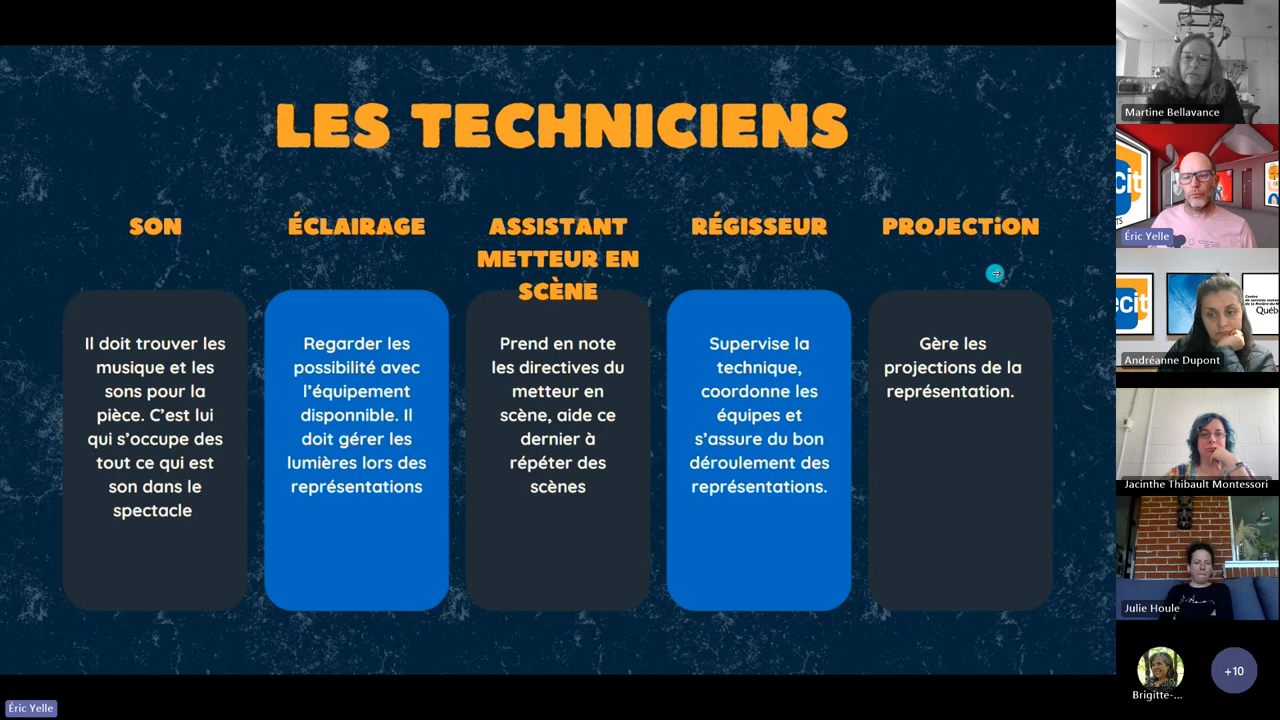 LES TECHNICIENS
SON
Il doit trouver les
musique et les
sons pour la
pièce. C'est lui
qui s'occupe des
tout ce qui est
son dans le
spectacle
ÉCLAIRAGE
Regarder les
possibilité avec
l'équipement
disponnible. Il
doit gérer les
lumières lors des
représentations
ASSISTANT
METTEUR EN
SCÈNE
Prend en note
les directives du
metteur en
scène, aide ce
dernier à
répéter des
scènes
RÉGISSEUR
Supervise la
technique,
coordonne les
équipes et
s'assure du bon
déroulement des
représentations.
PROJECTiON
Gère les
projections de la
représentation.
Martine Bellavance
cit
Éric Yelle
ecit
Québ
Andréanne Dupont
Jacinthe Thibault Montessori
Julie Houle
Brigitte-...
+10
Éric Yelle